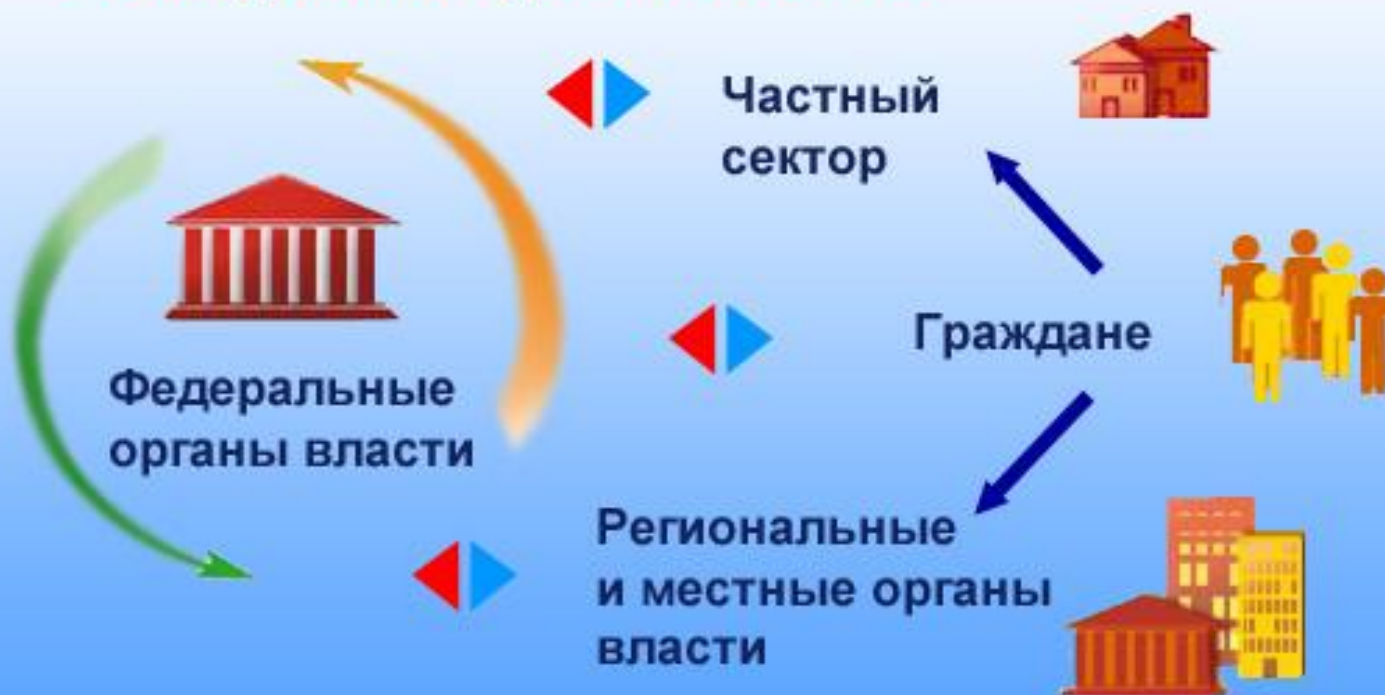 Частный
сектор
Граждане
Федеральные
органы власти
Региональные
и местные органы
власти